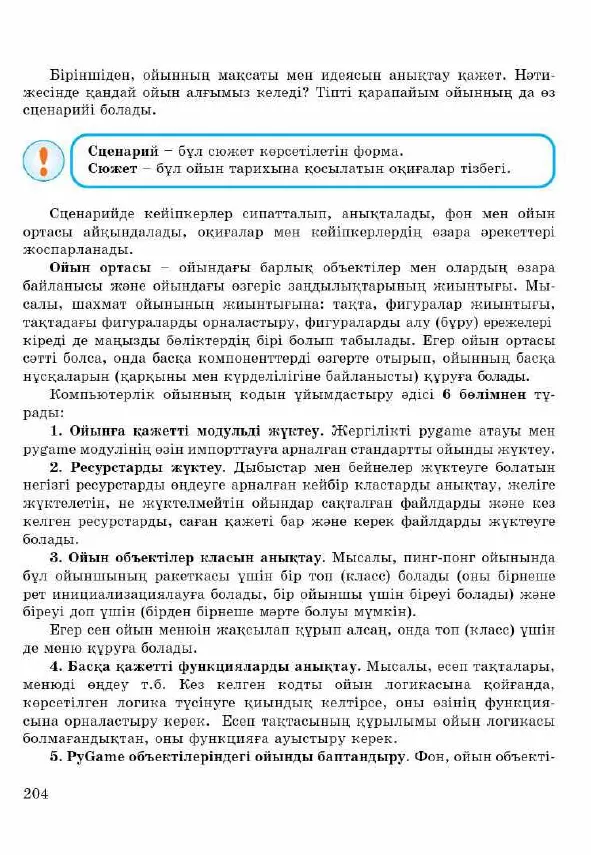 Біріншіден, ойынның мақсаты мен идеясын анықтау қажет. Нәти-
жесінде қандай ойын алғымыз келеді? Тіпті қарапайым ойынның да өз
сценарийі болады.
Сценарий – бұл сюжет көрсетілетін форма.
Сюжет – бұл ойын тарихына қосылатын оқиғалар тізбегі.
Сценарийде кейіпкерлер сипатталып, анықталады, фон мен ойын
ортасы айқындалады, оқиғалар мен кейіпкерлердің өзара әрекеттері
жоспарланады.
Ойын ортасы – ойындағы барлық объектілер мен олардың өзара
байланысы және ойындағы өзгеріс заңдылықтарының жиынтығы. Мы-
салы, шахмат ойынының жиынтығына: тақта, фигуралар жиынтығы,
тақтадағы фигураларды орналастыру, фигураларды алу (бұру) ережелері
кіреді де маңызды бөліктердің бірі болып табылады. Егер ойын ортасы
сәтті болса, онда басқа компоненттерді өзгерте отырып, ойынның басқа
нұсқаларын (қарқыны мен күрделілігіне байланысты) құруға болады.
Компьютерлік ойынның кодын ұйымдастыру әдісі 6 бөлімнен тұ-
рады:
1. Ойынға қажетті модульді жүктеу. Жергілікті pygame атауы мен
pygame модулінің өзін импорттауға арналған стандартты ойынды жүктеу.
2. Ресурстарды жүктеу. Дыбыстар мен бейнелер жүктеуге болатын
негізгі ресурстарды өңдеуге арналған кейбір кластарды анықтау, желіге
жүктелетін, не жүктелмейтін ойындар сақталған файлдарды және кез
келген ресурстарды, саған қажеті бар және керек файлдарды жүктеуге
болады.
3. Ойын объектілер класын анықтау. Мысалы, пинг-понг ойынында
бұл ойыншының ракеткасы үшін бір топ (класс) болады (оны бірнеше
рет инициализациялауға болады, бір ойыншы үшін біреуі болады) және
біреуі доп үшін (бірден бірнеше мәрте болуы мүмкін).
Егер сен ойын менюін жақсылап құрып алсаң, онда топ (класс) үшін
де меню құруға болады.
4. Басқа қажетті функцияларды анықтау. Мысалы, есеп тақталары,
менюді өңдеу т.б. Кез келген кодты ойын логикасына қойғанда,
көрсетілген логика түсінуге қиындық келтірсе, оны өзінің функция-
сына орналастыру керек. Есеп тақтасының құрылымы ойын логикасы
болмағандықтан, оны функцияға ауыстыру керек.
5. PyGame объектілеріндегі ойынды баптандыру. Фон, ойын объекті-
204